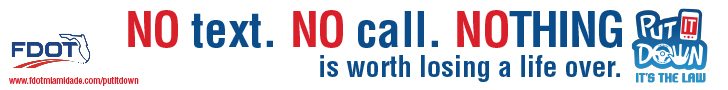 FDOT
www.fdotmiamidade.com/putitdown
NO text. NO call. NOTHING
is worth losing a life over.
PUT IT
DOWN
IT'S THE LAW